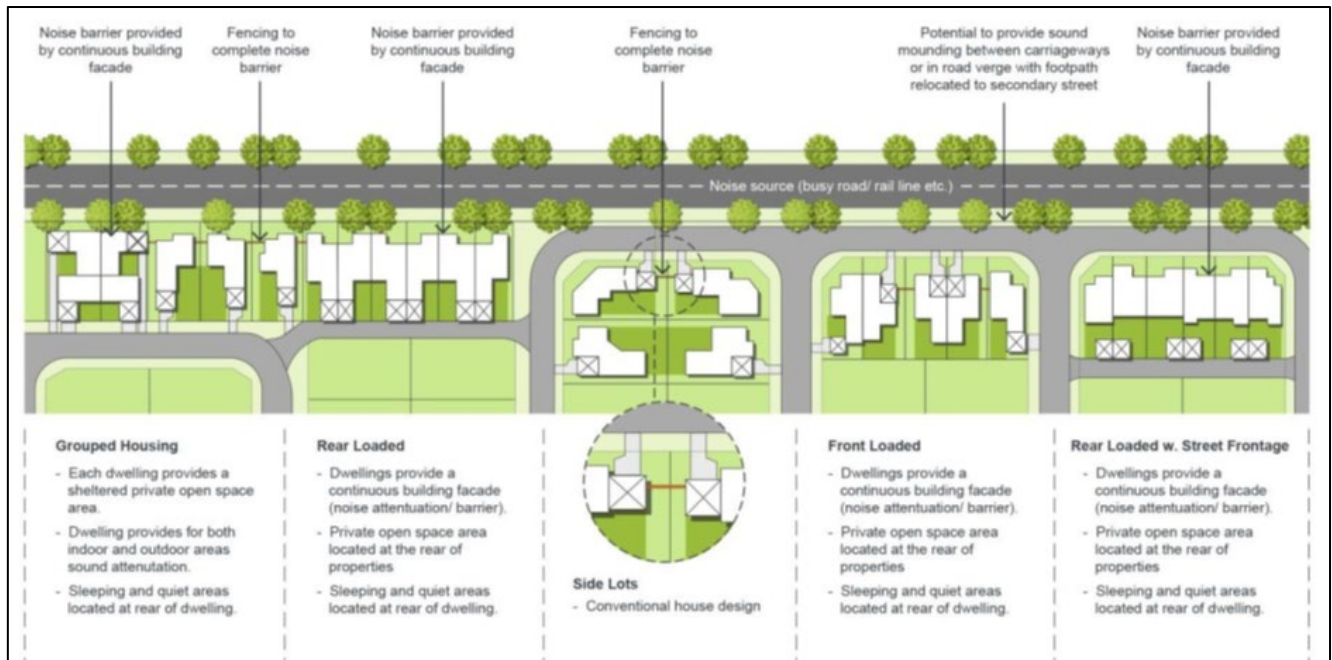 Noise barrier provided
by continuous building
facade
Fencing to
complete noise
barrier
Noise barrier provided
by continuous building
facade
Fencing to
complete noise
barrier
Potential to provide sound
mounding between carriageways
or in road verge with footpath
relocated to secondary street
Noise barrier provided
by continuous building
facade
Noise source (busy road/ rail line etc.)
Grouped Housing
- Each dwelling provides a
sheltered private open space
area.
- Dwelling provides for both
indoor and outdoor areas
sound attenutation.
- Sleeping and quiet areas
located at rear of dwelling.
Rear Loaded
- Dwellings provide a
continuous building facade
(noise attentuation/ barrier).
- Private open space area
located at the rear of
properties
- Sleeping and quiet areas
located at rear of dwelling.
Side Lots
- Conventional house design
Front Loaded
- Dwellings provide a
continuous building facade
(noise attentuation/ barrier).
- Private open space area
located at the rear of
properties
- Sleeping and quiet areas
located at rear of dwelling.
Rear Loaded w. Street Frontage
- Dwellings provide a
continuous building facade
(noise attentuation/ barrier).
- Private open space area
located at the rear of
properties
- Sleeping and quiet areas
located at rear of dwelling.